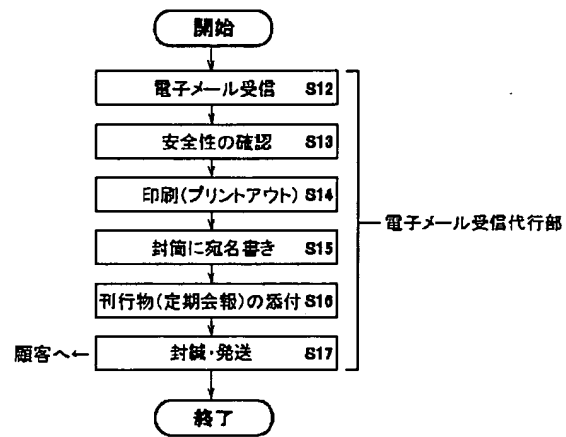 開始
電子メール受信 S12
安全性の確認 S13
印刷(プリントアウト) S14
電子メール受信代行部
封筒に宛名書き S15
刊行物(定期会報)の添付 S16
顧客へ← 封緘・発送 S17
終了